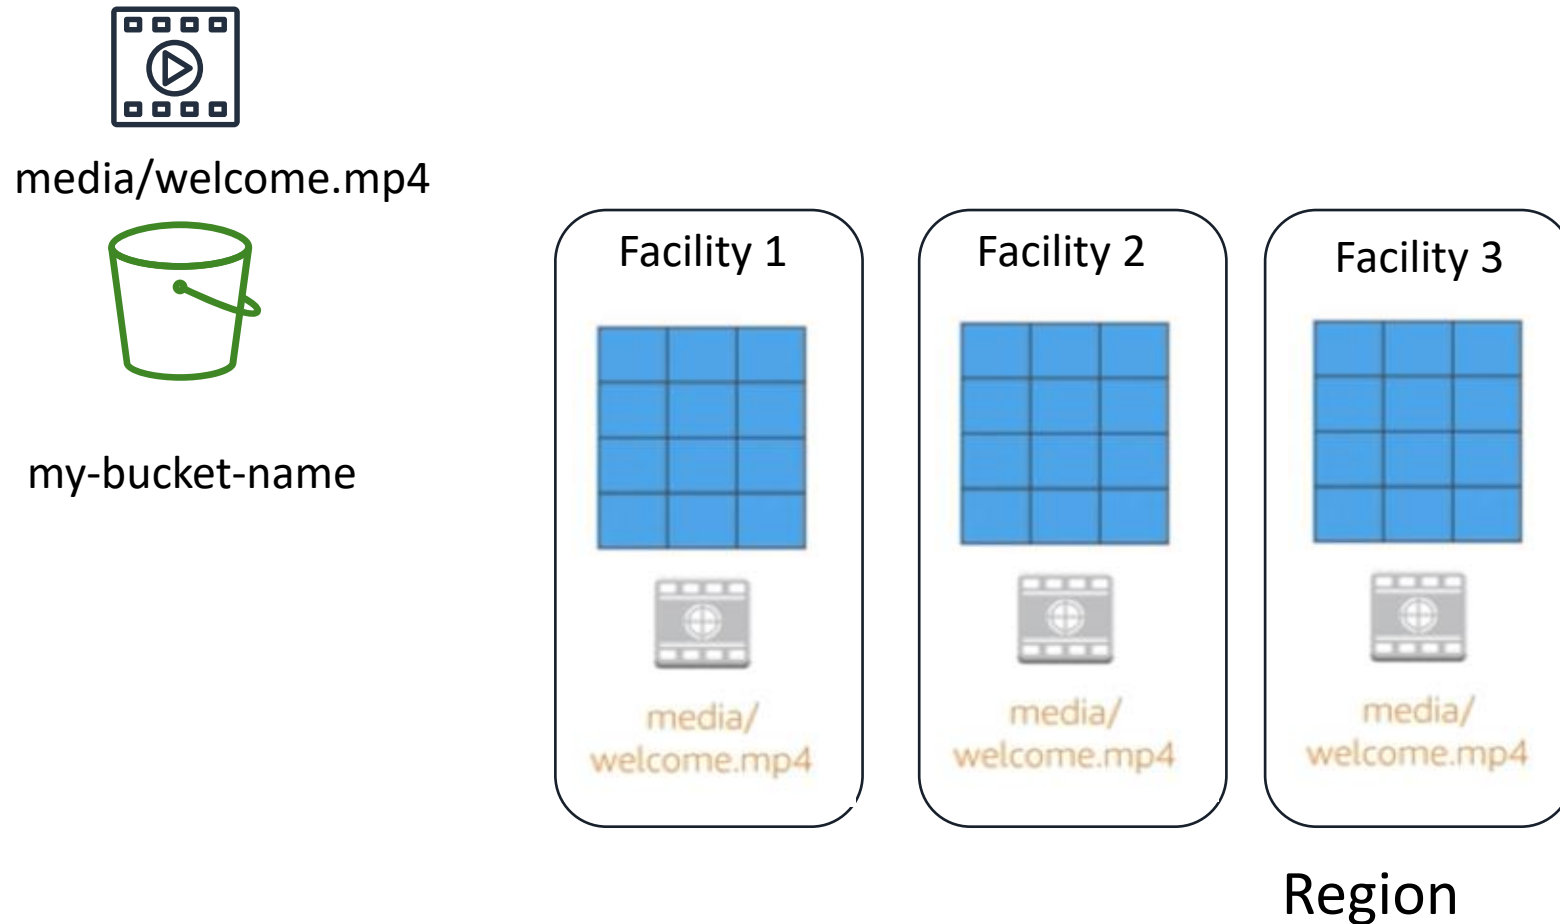 media/welcome.mp4
my-bucket-name
Facility 1
media/
welcome.mp4
Facility 2
media/
welcome.mp4
Facility 3
media/
welcome.mp4
Region